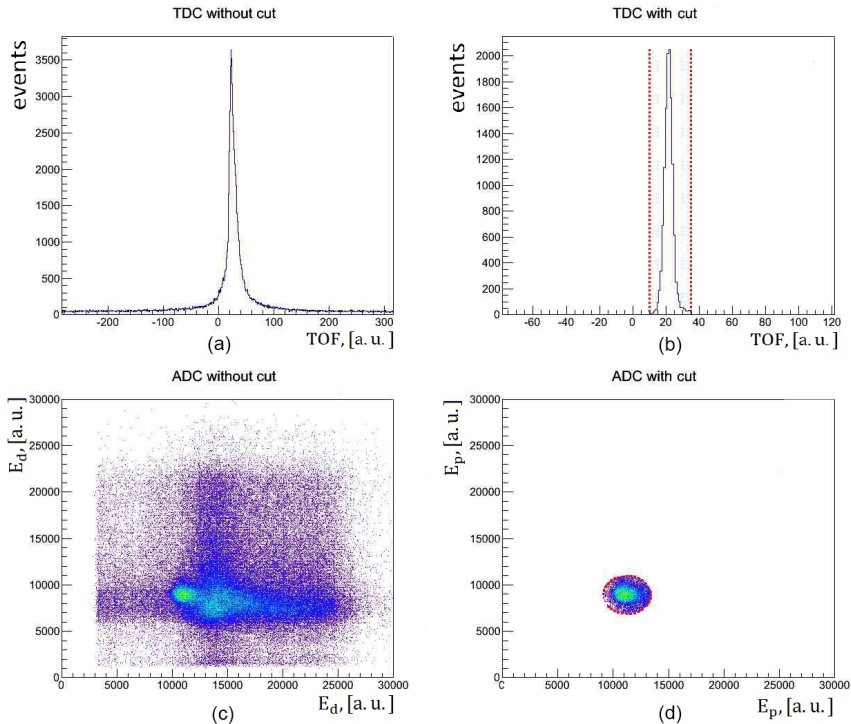 TDC without cut
events
3500
3000
2500
2000
1500
1000
500
0
-200 -100 0 100 200 300
TOF, [a. u.]
(a)
TDC with cut
events
2000
1800
1600
1400
1200
1000
800
600
400
200
0
-60 -40 -20 0 20 40 60 80 100 120
TOF, [a. u.]
(b)
ADC without cut
E_d, [a. u.]
30000
25000
20000
15000
10000
5000
0
0 5000 10000 15000 20000 25000 30000
E_d, [a. u.]
(c)
ADC with cut
E_p, [a. u.]
30000
25000
20000
15000
10000
5000
0
0 5000 10000 15000 20000 25000 30000
E_p, [a. u.]
(d)